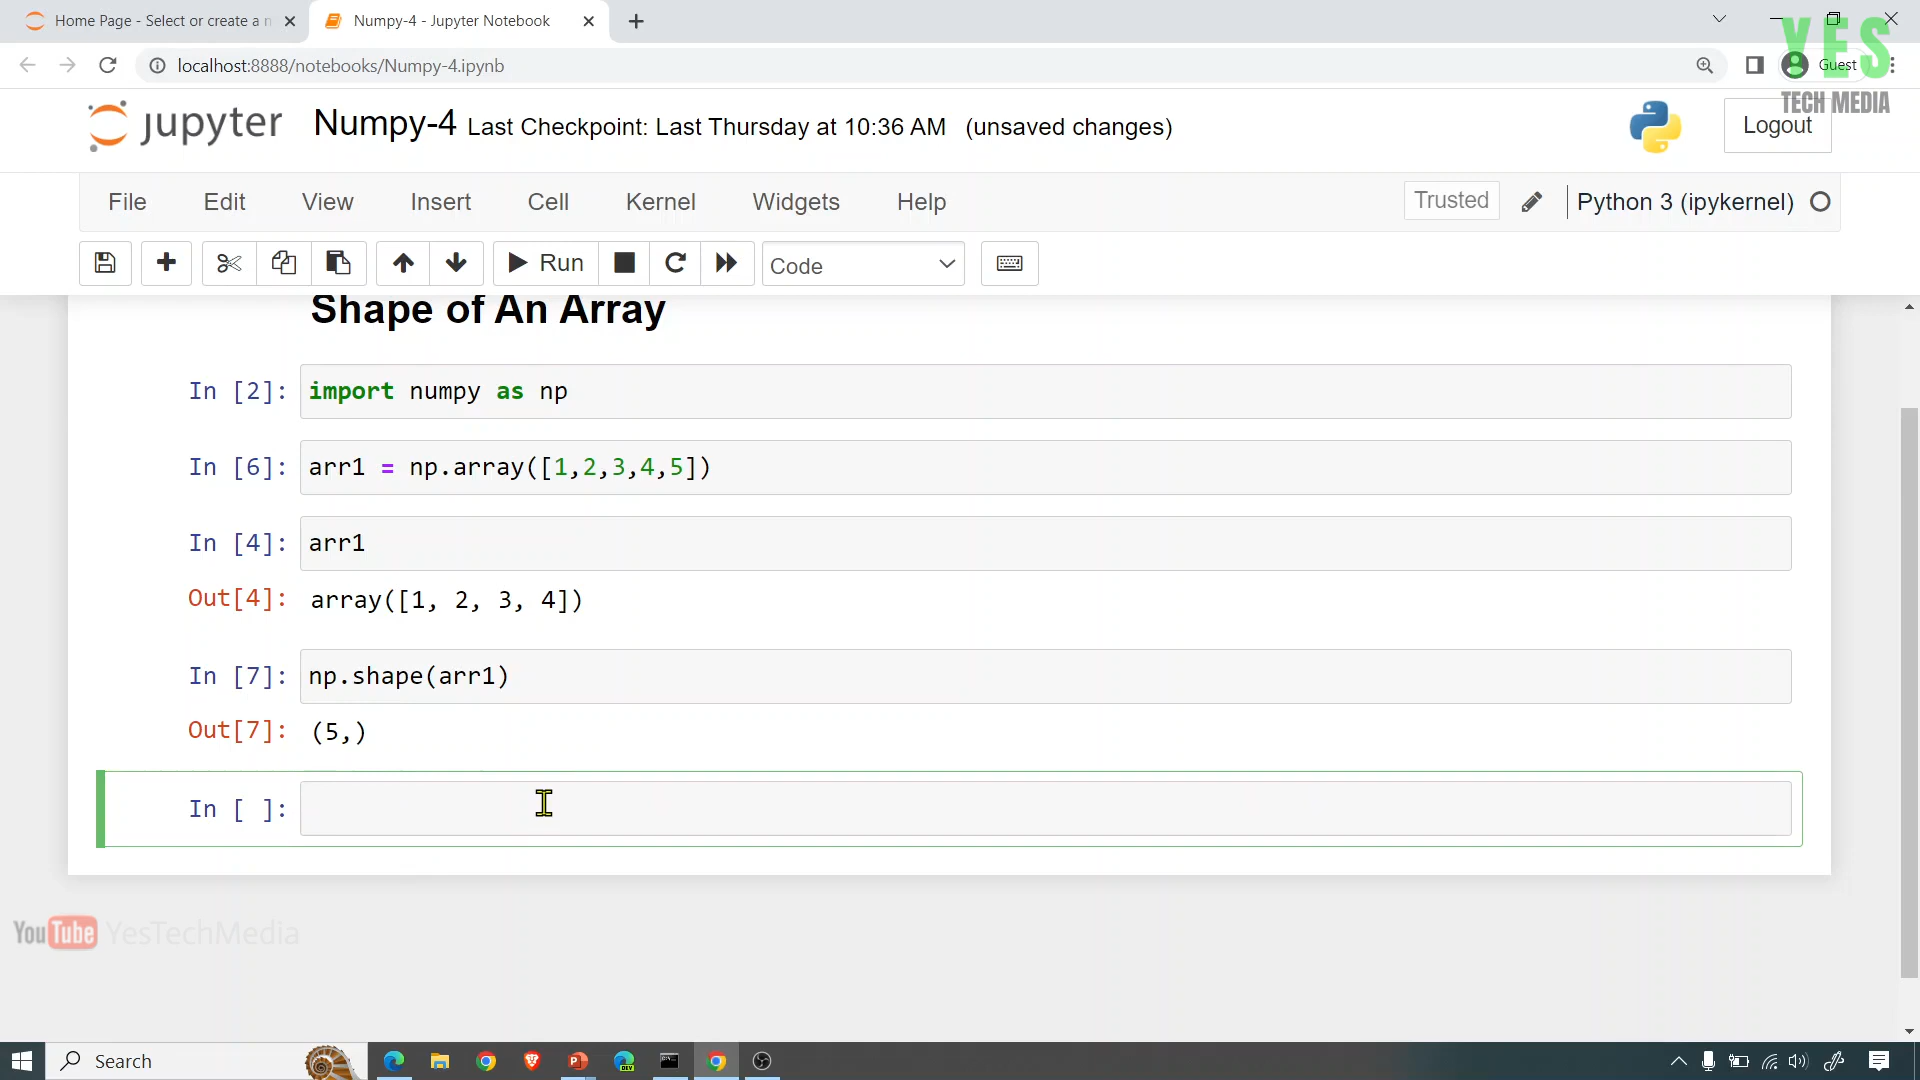 Home Page - Select or create a n
Numpy-4 - Jupyter Notebook
localhost:8888/notebooks/Numpy-4.ipynb
Guest
YES
TECH MEDIA
jupyter
Numpy-4 Last Checkpoint: Last Thursday at 10:36 AM (unsaved changes)
Logout
File Edit View Insert Cell Kernel Widgets Help
Trusted
Python 3 (ipykernel)
Run
Code
Shape of An Array
In [2]: import numpy as np
In [6]: arr1 = np.array([1,2,3,4,5])
In [4]: arr1
Out[4]: array([1, 2, 3, 4])
In [7]: np.shape(arr1)
Out[7]: (5,)
In [ ]:
YouTube YesTechMedia
Search
DEV